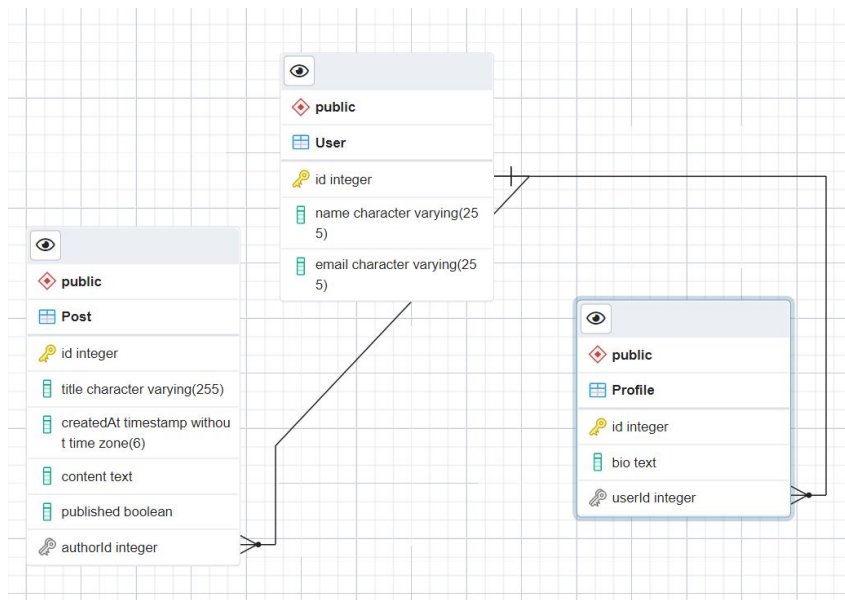 public
User
id integer
name character varying(25
5)
email character varying(25
5)
public
Post
id integer
title character varying(255)
createdAt timestamp withou
t time zone(6)
content text
published boolean
authorId integer
public
Profile
id integer
bio text
userId integer